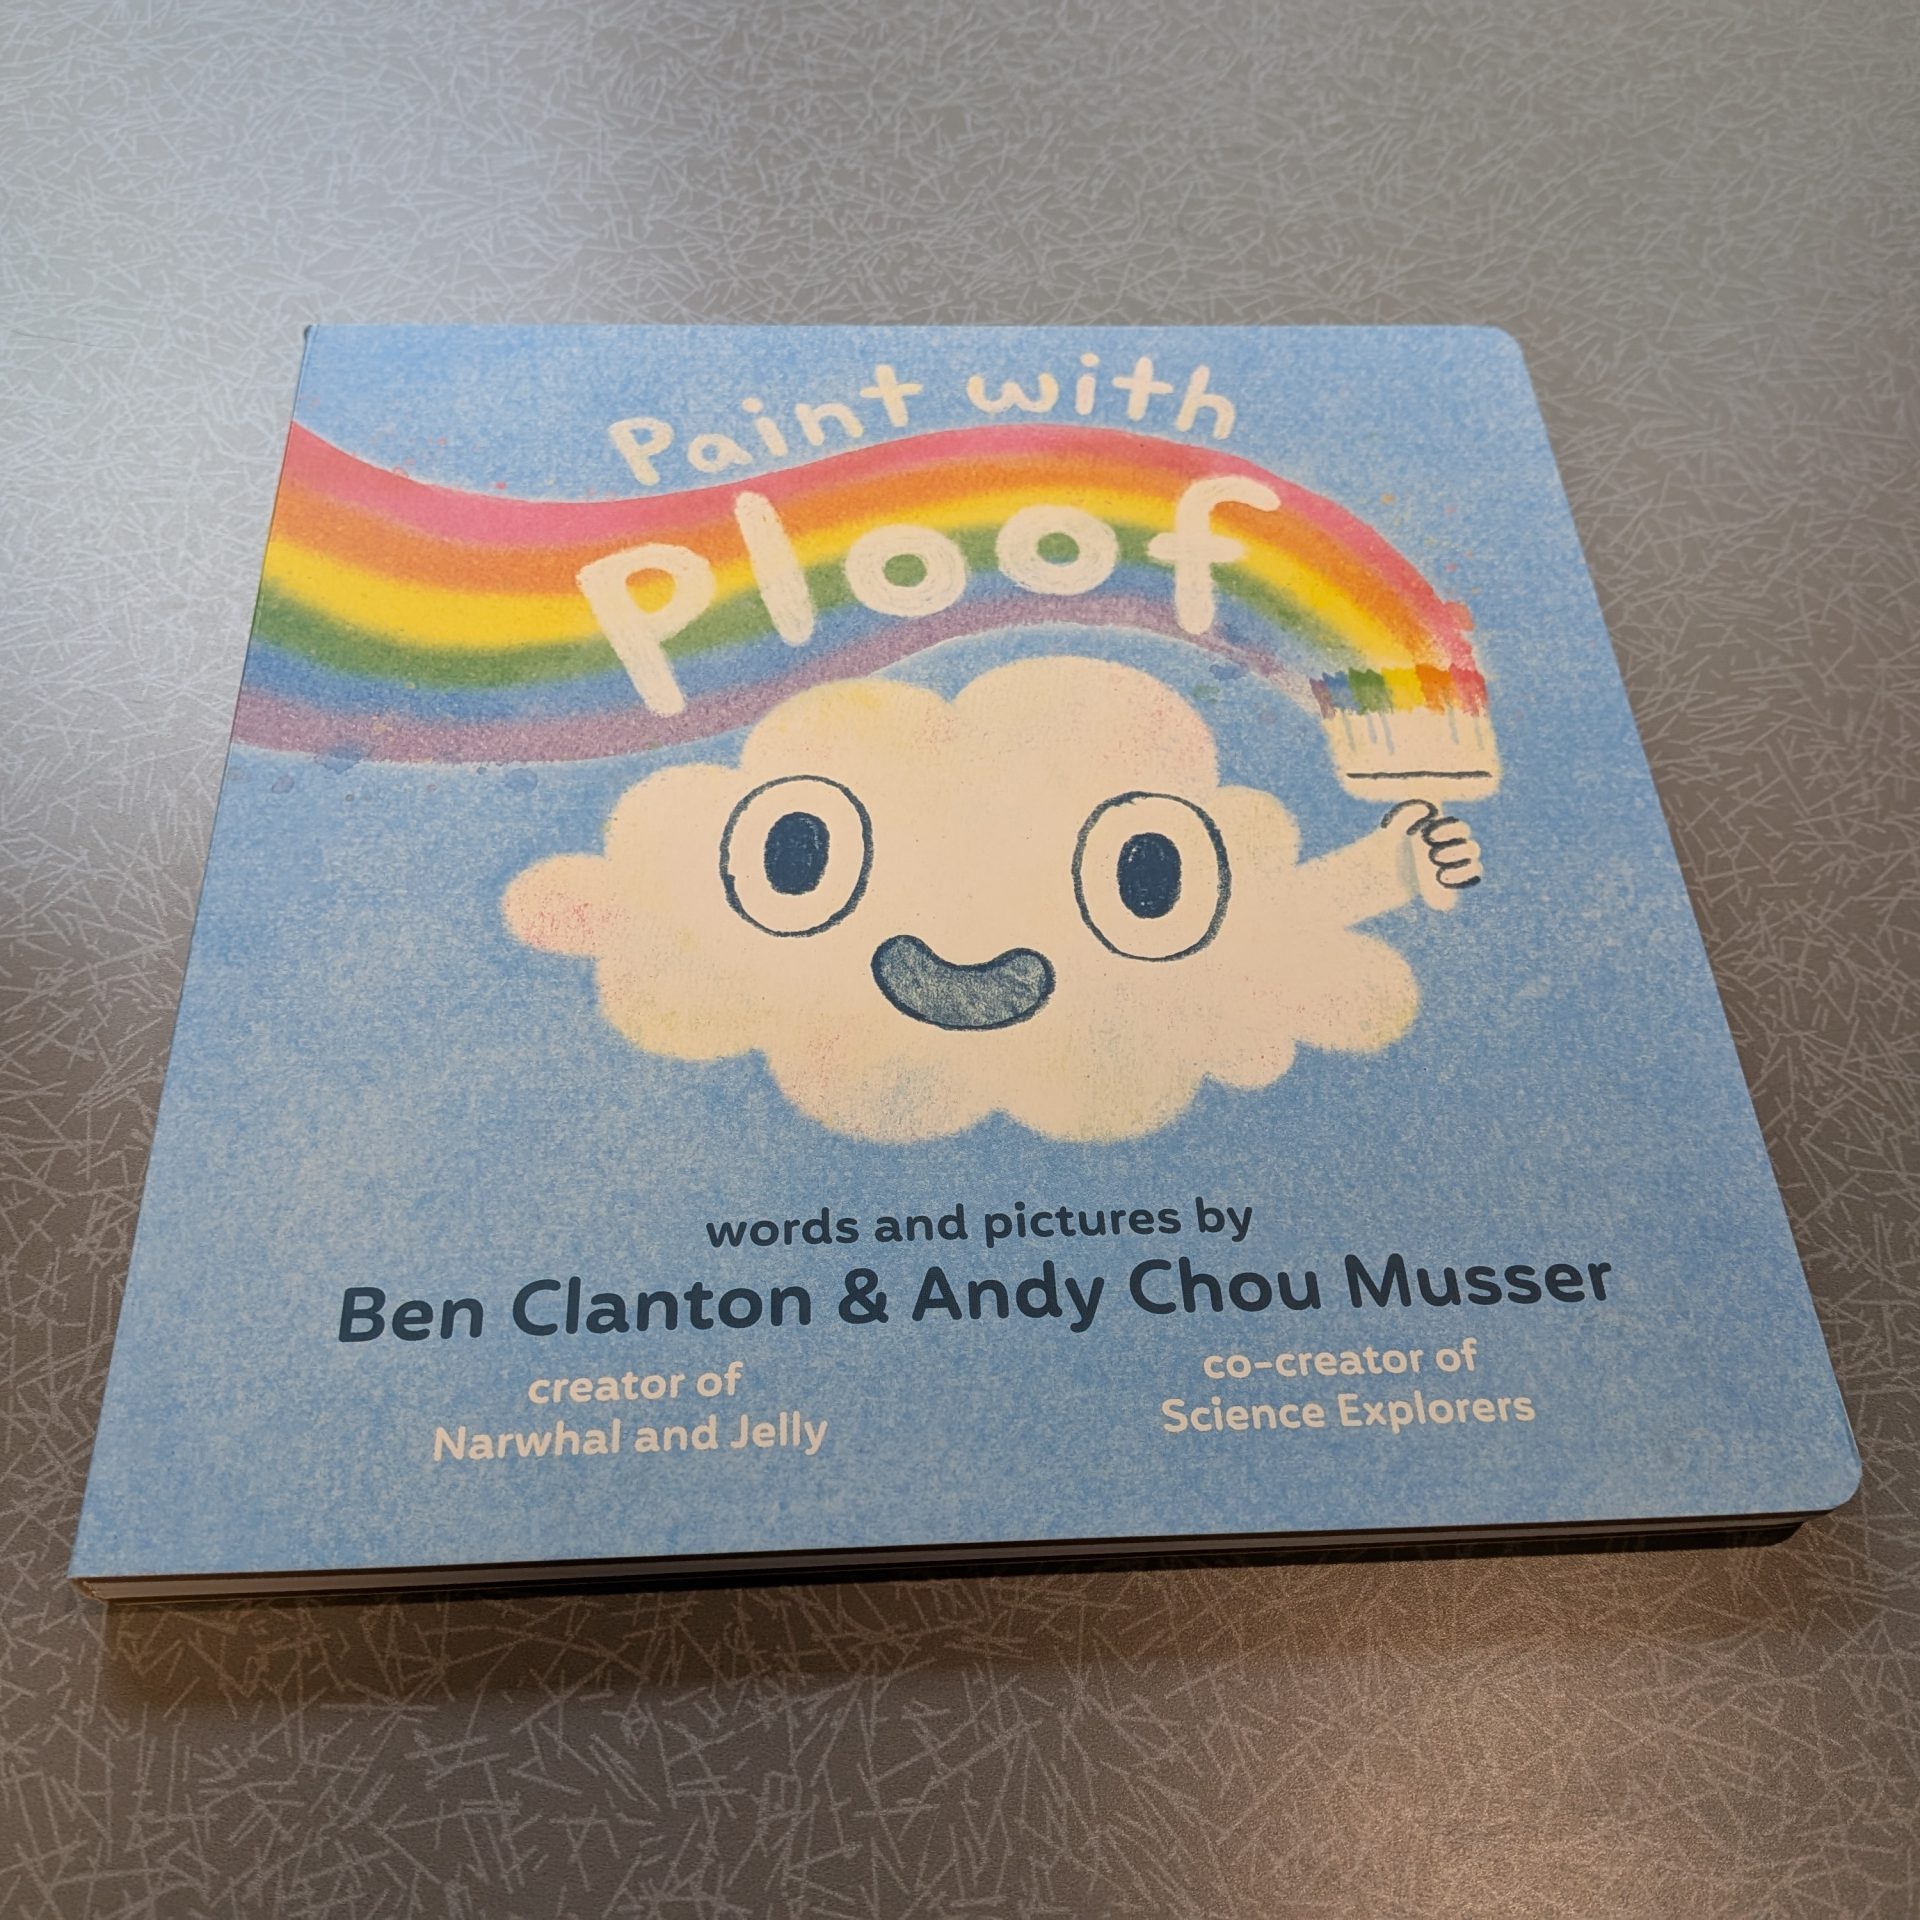 Paint with
Ploof
words and pictures by
Ben Clanton & Andy Chou Musser
creator of
Narwhal and Jelly
co-creator of
Science Explorers